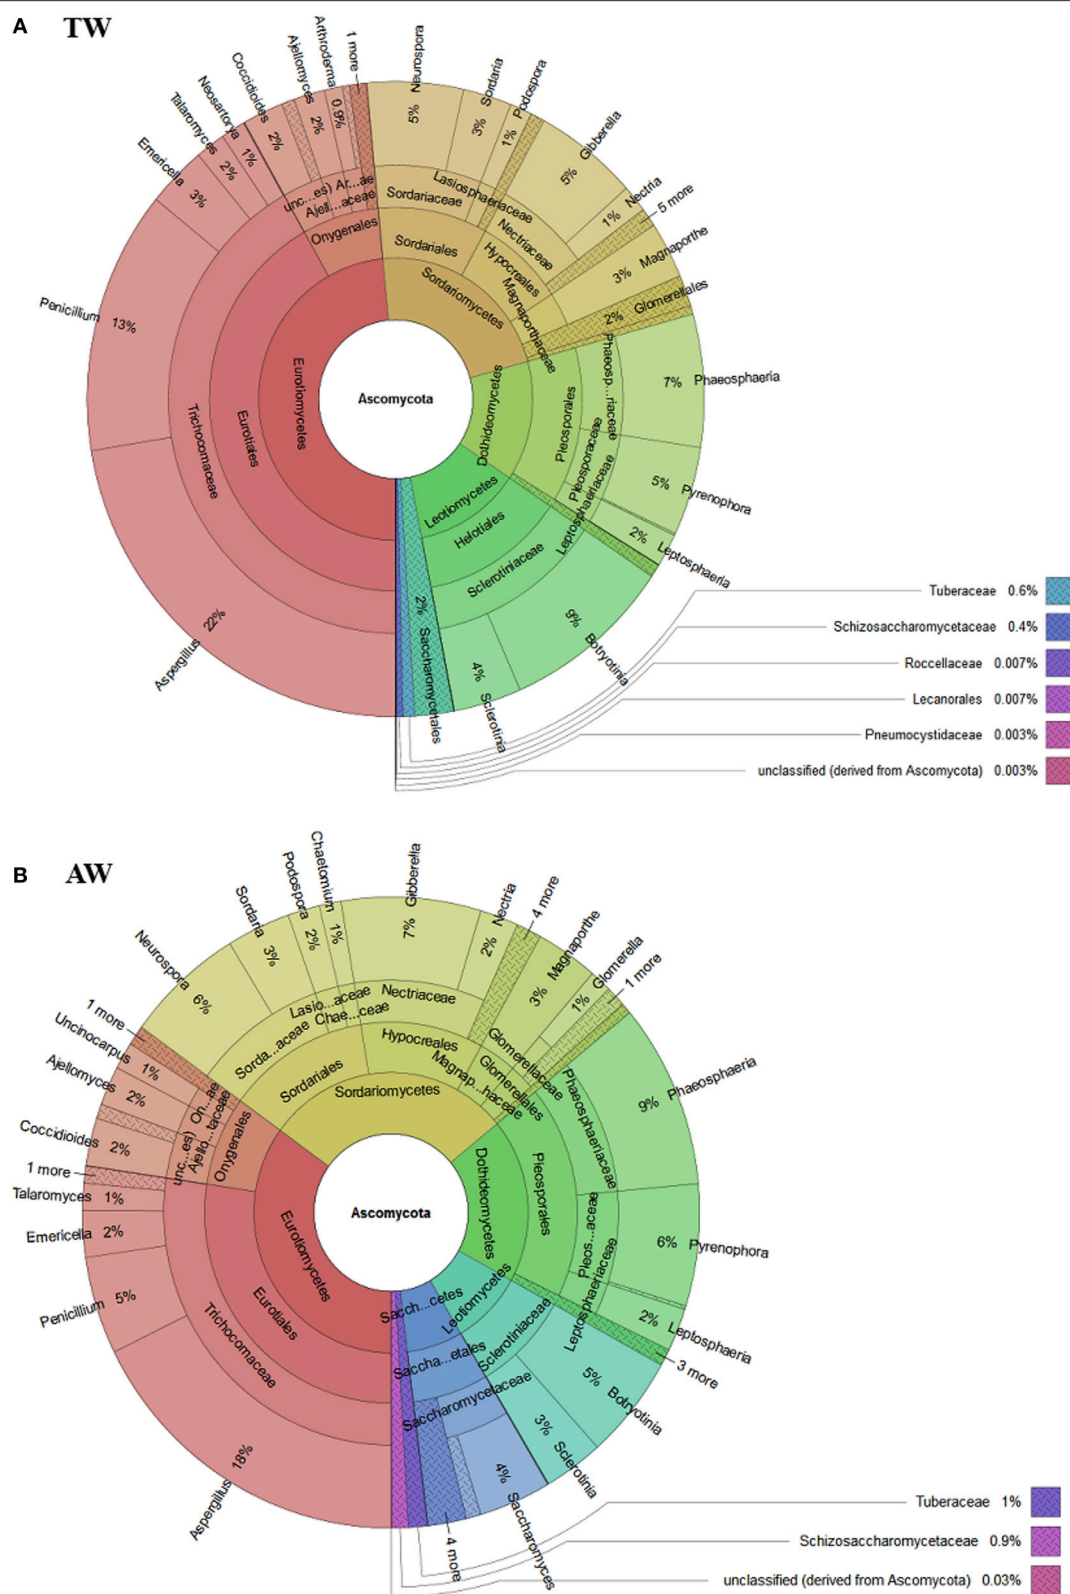 A TW
Neurospora 5%
Sordaria 3%
Podospora 1%
Gibberella 5%
Nectria 1%
5 more
Magnaporthe 3%
Glomerellales 2%
Phaeosphaeria 7%
Pyrenophora 5%
Leptosphaeria 2%
Botryotinia 9%
Sclerotinia 4%
Saccharomycetales 2%
Aspergillus 22%
Penicillium 13%
Emericella 3%
Talaromyces 2%
Neosartorya 1%
Coccidioides 2%
Ajellomyces 2%
Arthroderma 0.9%
1 more
unc...es) Ar...ae
Ajell...aceae
Onygenales
Sordariaceae
Lasiosphaeriaceae
Nectriaceae
Sordariales
Hypocreales
Magnaporthaceae
Sordariomycetes
Eurotiomycetes
Eurotiales
Trichocomaceae
Ascomycota
Dothideomycetes
Pleosporales
Phaeosp...riaceae
Pleosporaceae
Leptosphaeriaceae
Leotiomycetes
Helotiales
Sclerotiniaceae
Tuberaceae 0.6%
Schizosaccharomycetaceae 0.4%
Roccellaceae 0.007%
Lecanorales 0.007%
Pneumocystidaceae 0.003%
unclassified (derived from Ascomycota) 0.003%
B AW
Neurospora 6%
Sordaria 3%
Podospora 2%
Chaetomium 1%
Gibberella 7%
Nectria 2%
4 more
Magnaporthe 3%
Glomerella 1%
1 more
Phaeosphaeria 9%
Pyrenophora 6%
Leptosphaeria 2%
3 more
Botryotinia 5%
Sclerotinia 3%
Saccharomyces 4%
4 more
Aspergillus 18%
Penicillium 5%
Emericella 2%
Talaromyces 1%
1 more
Coccidioides 2%
Ajellomyces 2%
Uncinocarpus 1%
1 more
unc...es) On...ae
Ajello...taceae
Onygenales
Sorda...aceae
Lasio...aceae
Chae...ceae
Nectriaceae
Sordariales
Hypocreales
Magnap...haceae
Glomerellales
Glomerellaceae
Sordariomycetes
Eurotiomycetes
Eurotiales
Trichocomaceae
Ascomycota
Dothideomycetes
Pleosporales
Phaeosphaeriaceae
Pleos...aceae
Leptosphaeriaceae
Leotiomycetes
Sclerotiniaceae
Sacch...cetes
Saccha...etales
Saccharomycetaceae
Tuberaceae 1%
Schizosaccharomycetaceae 0.9%
unclassified (derived from Ascomycota) 0.03%